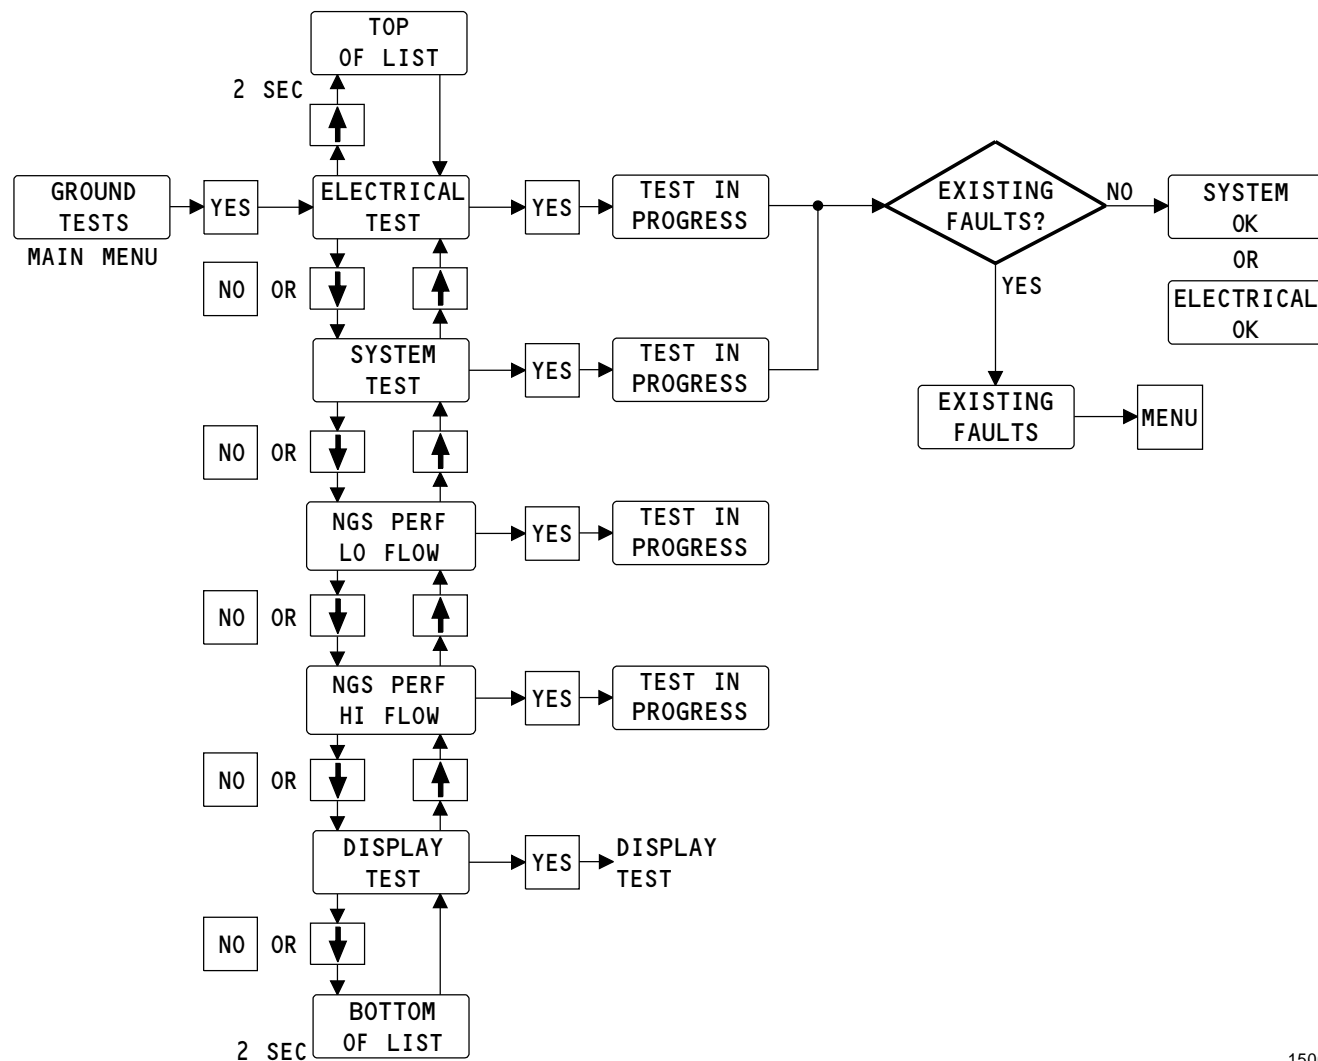 TOP
OF LIST
2 SEC
GROUND
TESTS
MAIN MENU
YES
ELECTRICAL
TEST
YES
TEST IN
PROGRESS
EXISTING
FAULTS?
NO
SYSTEM
OK
OR
ELECTRICAL
OK
YES
EXISTING
FAULTS
MENU
NO OR
SYSTEM
TEST
YES
TEST IN
PROGRESS
NO OR
NGS PERF
LO FLOW
YES
TEST IN
PROGRESS
NO OR
NGS PERF
HI FLOW
YES
TEST IN
PROGRESS
NO OR
DISPLAY
TEST
YES
DISPLAY
TEST
NO OR
BOTTOM
OF LIST
2 SEC